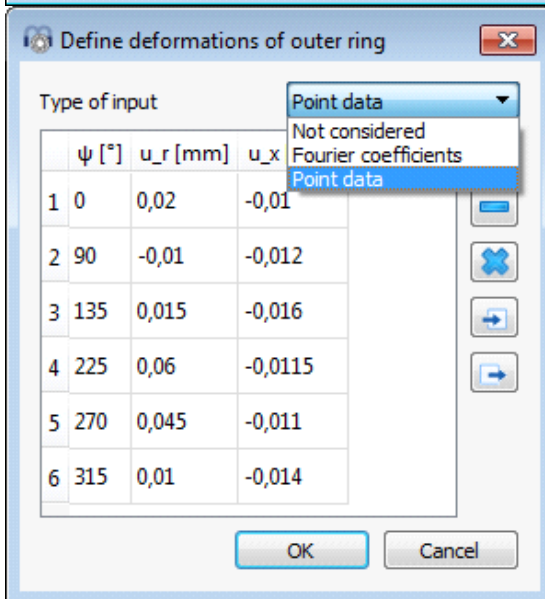 Define deformations of outer ring
Type of input
Point data
Not considered
Fourier coefficients
Point data
ψ [°] u_r [mm] u_x
1 0 0,02 -0,01
2 90 -0,01 -0,012
3 135 0,015 -0,016
4 225 0,06 -0,0115
5 270 0,045 -0,011
6 315 0,01 -0,014
OK Cancel